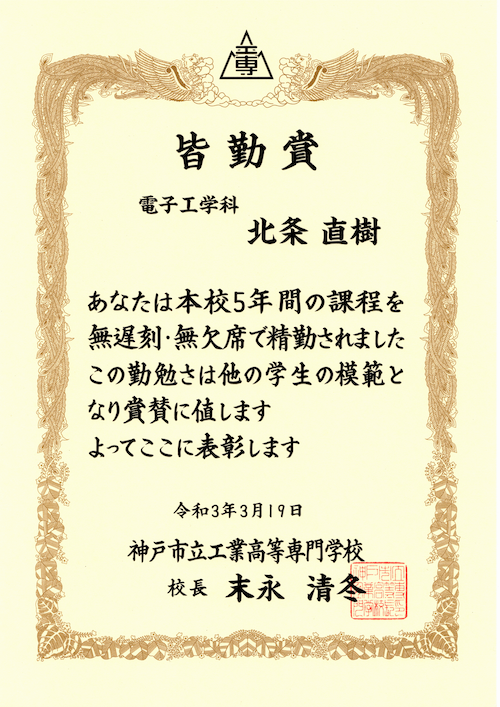 皆勤賞
電子工学科
北条 直樹
あなたは本校5年間の課程を
無遅刻・無欠席で精勤されました
この勤勉さは他の学生の模範と
なり賞賛に値します
よってここに表彰します
令和3年3月19日
神戸市立工業高等専門学校
校長 末永 清冬